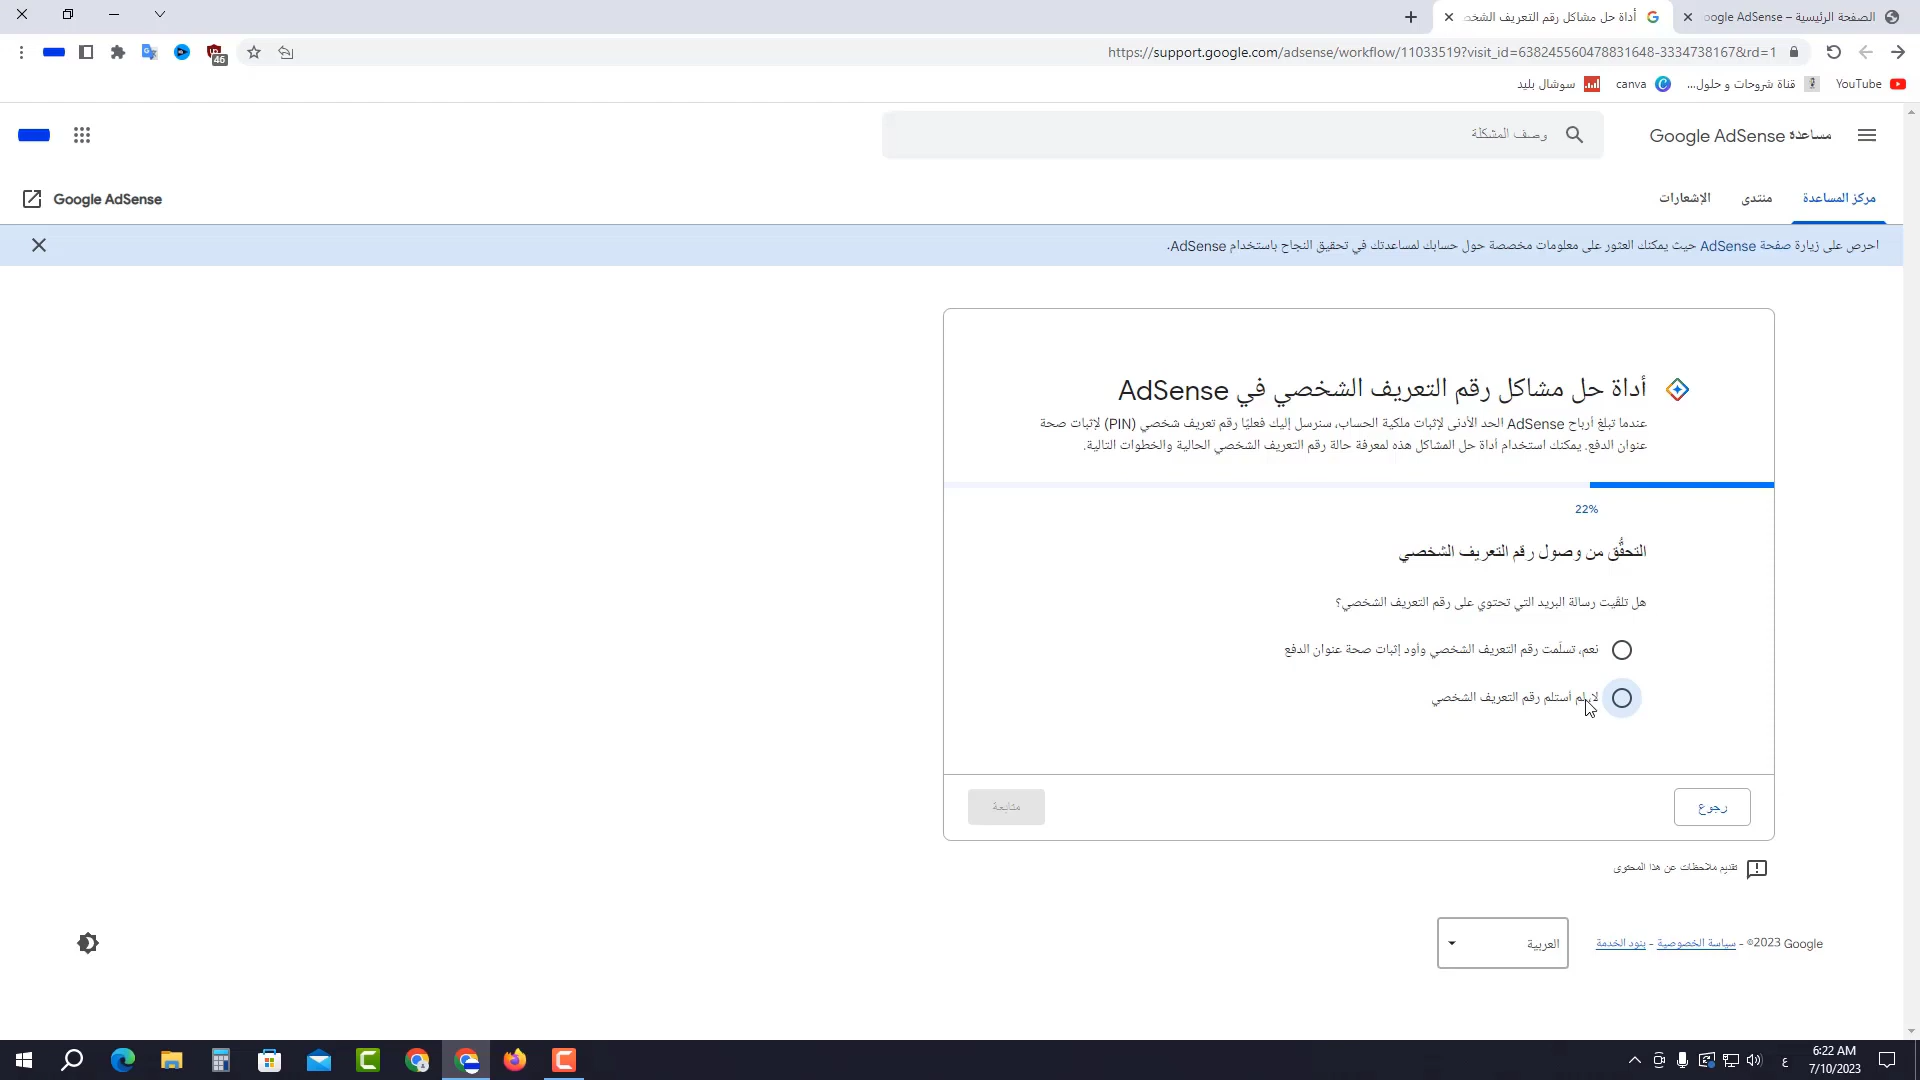 أداة حل مشاكل رقم التعريف الشخصـ
الصفحة الرئيسية – Google AdSense
https://support.google.com/adsense/workflow/11033519?visit_id=638245560478831648-3334738167&rd=1
46
YouTube
قناة شروحات و حلول...
canva
سوشال بليد
مساعدة Google AdSense
وصف المشكلة
مركز المساعدة
منتدى
الإشعارات
Google AdSense
احرص على زيارة صفحة AdSense حيث يمكنك العثور على معلومات مخصصة حول حسابك لمساعدتك في تحقيق النجاح باستخدام AdSense.
أداة حل مشاكل رقم التعريف الشخصي في AdSense
عندما تبلغ أرباح AdSense الحد الأدنى لإثبات ملكية الحساب، سنرسل إليك فعليًا رقم تعريف شخصي (PIN) لإثبات صحة
عنوان الدفع. يمكنك استخدام أداة حل المشاكل هذه لمعرفة حالة رقم التعريف الشخصي الحالية والخطوات التالية.
22%
التحقُّق من وصول رقم التعريف الشخصي
هل تلقّيت رسالة البريد التي تحتوي على رقم التعريف الشخصي؟
نعم، تسلّمت رقم التعريف الشخصي وأود إثبات صحة عنوان الدفع
لا، لم أستلم رقم التعريف الشخصي
رجوع
متابعة
تقديم ملاحظات عن هذا المحتوى
©2023 Google - سياسة الخصوصية - بنود الخدمة
العربية
ع
6:22 AM
7/10/2023